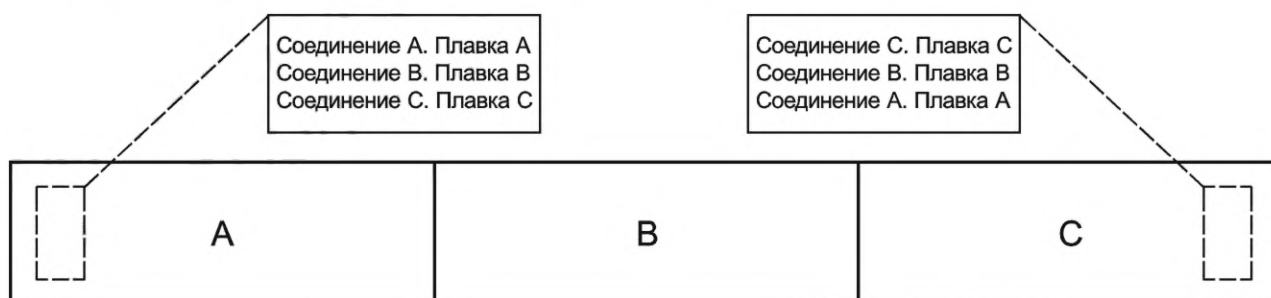 Соединение А. Плавка А
Соединение В. Плавка В
Соединение С. Плавка С
Соединение С. Плавка С
Соединение В. Плавка В
Соединение А. Плавка А
А
В
С